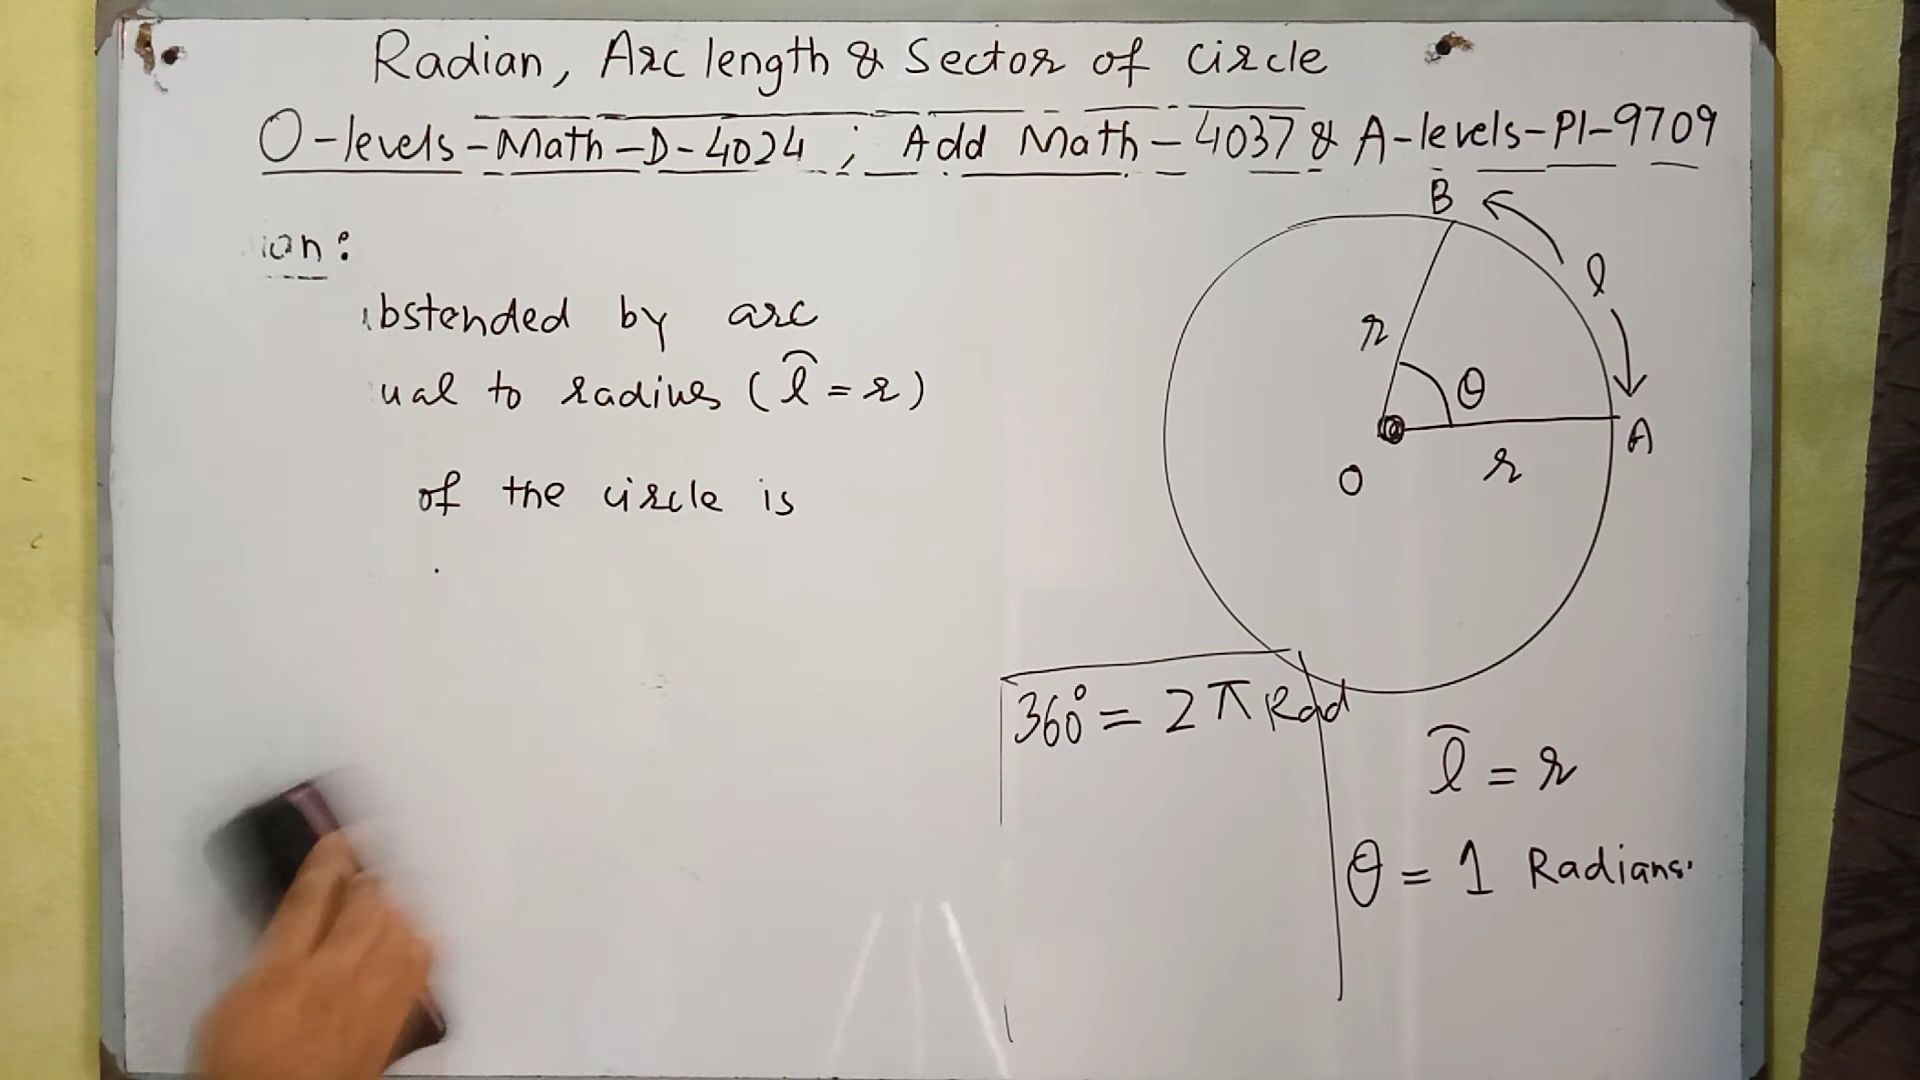 Radian, Arc length & Sector of circle
O-levels-Math-D-4024 ; Add Math-4037 & A-levels-P1-9709
ion:
bstended by arc
ual to radius (l = r)
of the circle is
B
l
r
θ
A
r
O
360° = 2π Rad
l = r
θ = 1 Radians.